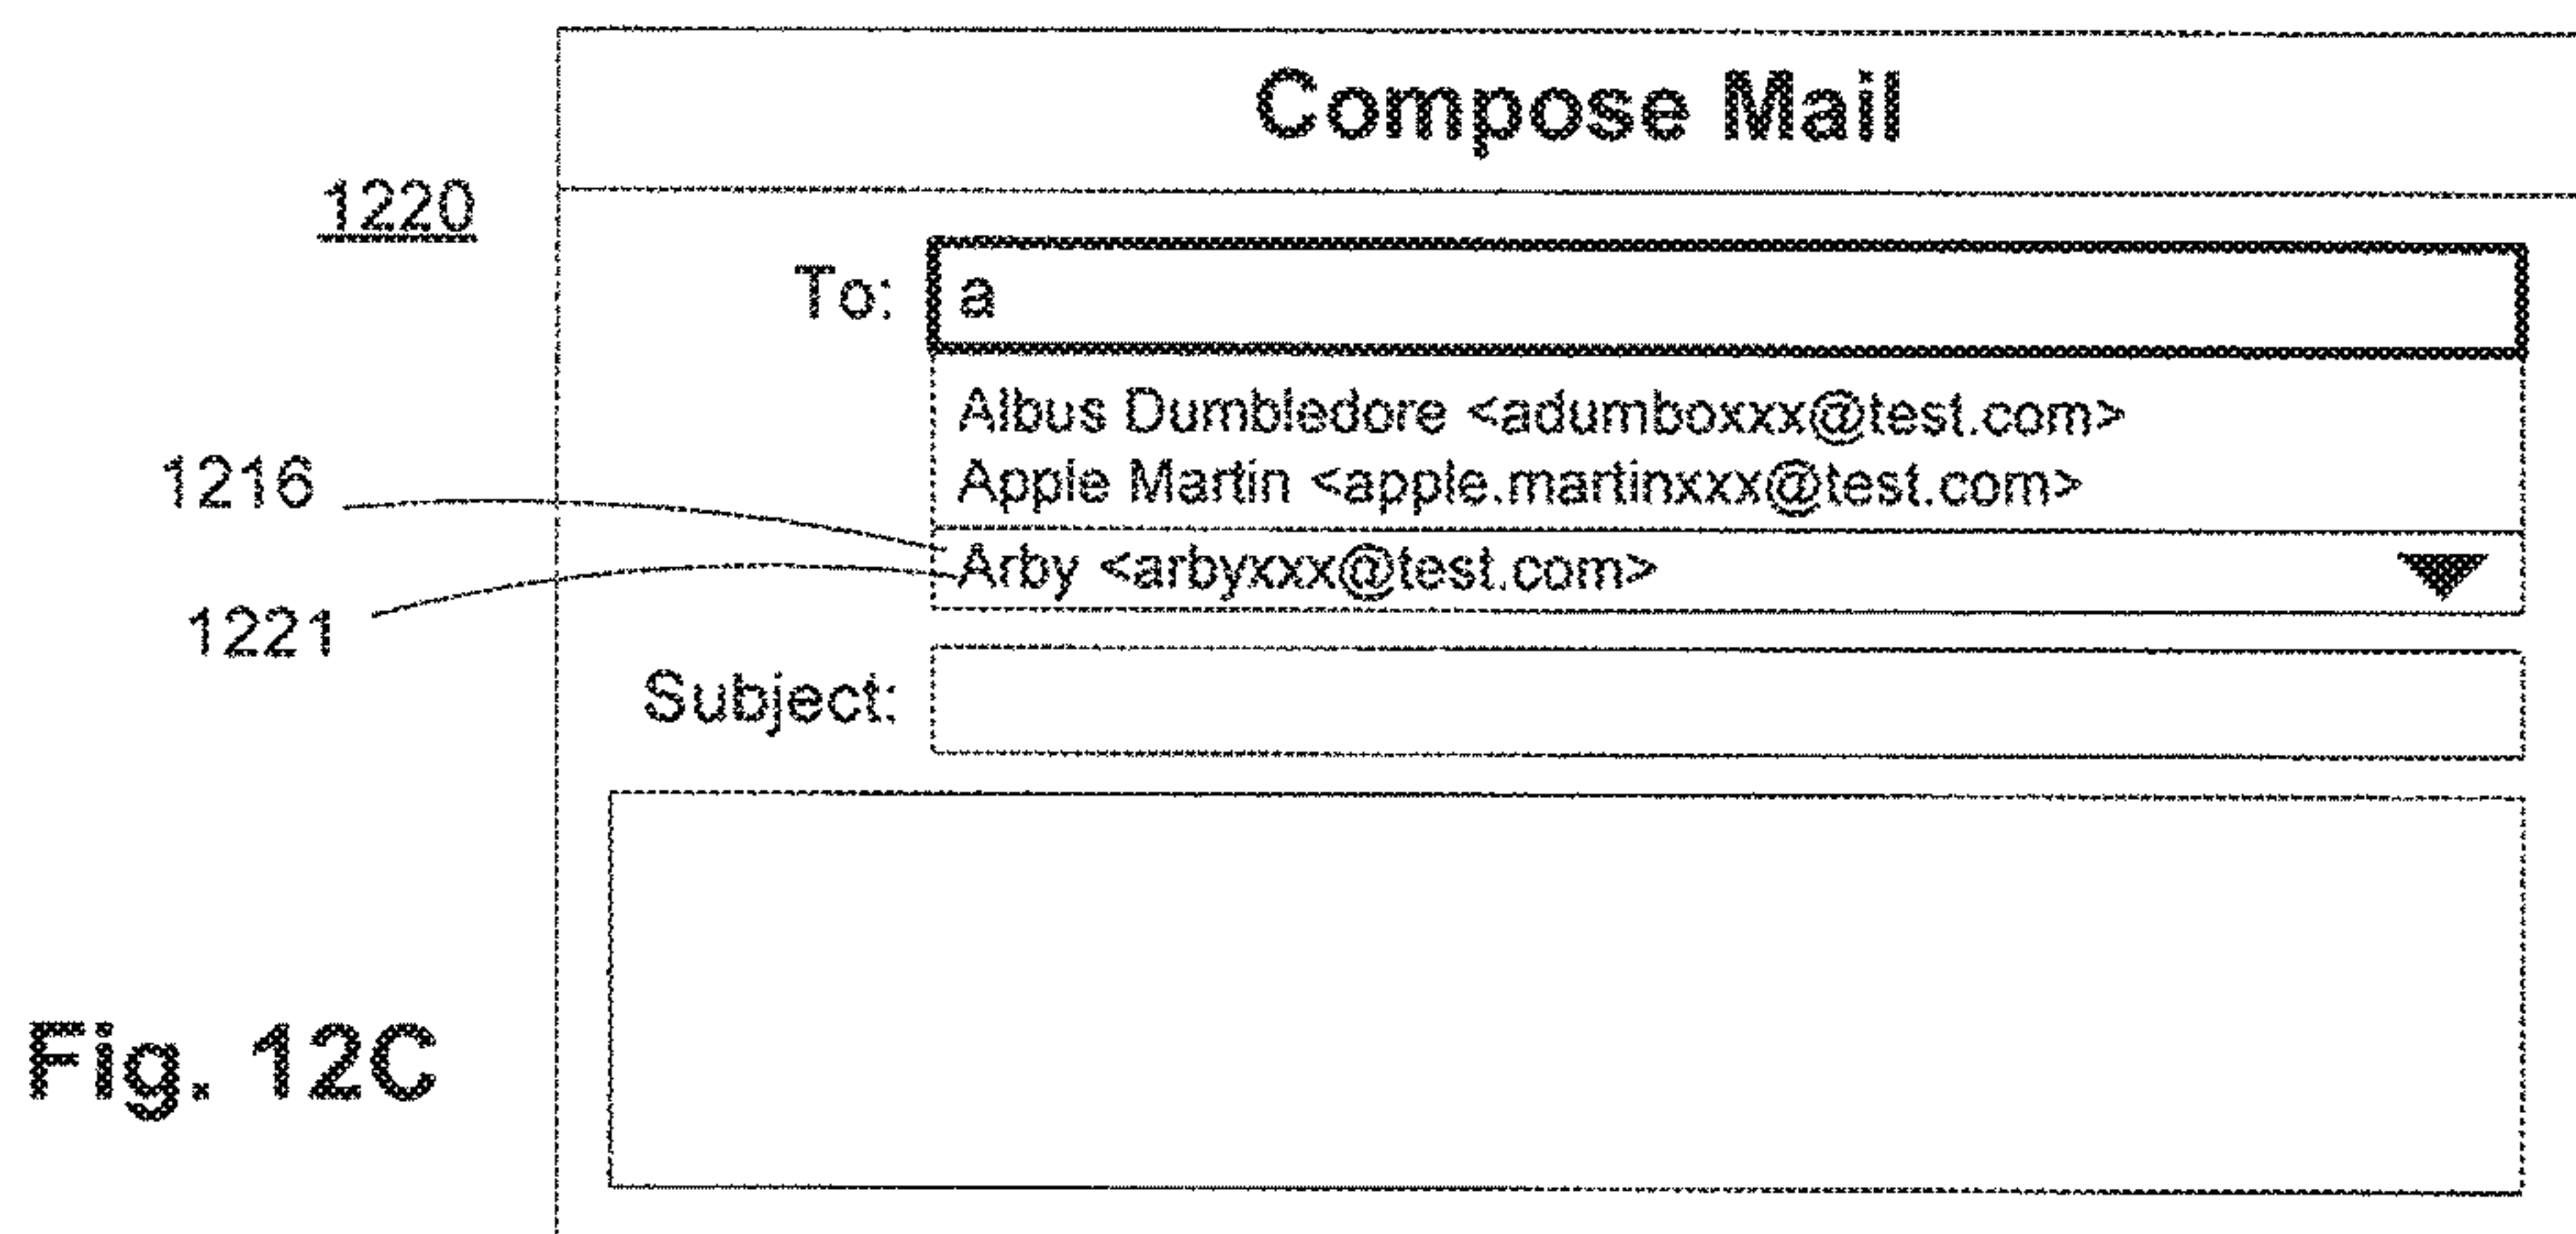 Compose Mail
1220
To: a
Albus Dumbledore <adumboxxx@test.com>
Apple Martin <apple.martinxxx@test.com>
1216
Arby <arbyxxx@test.com>
1221
Subject:
Fig. 12C